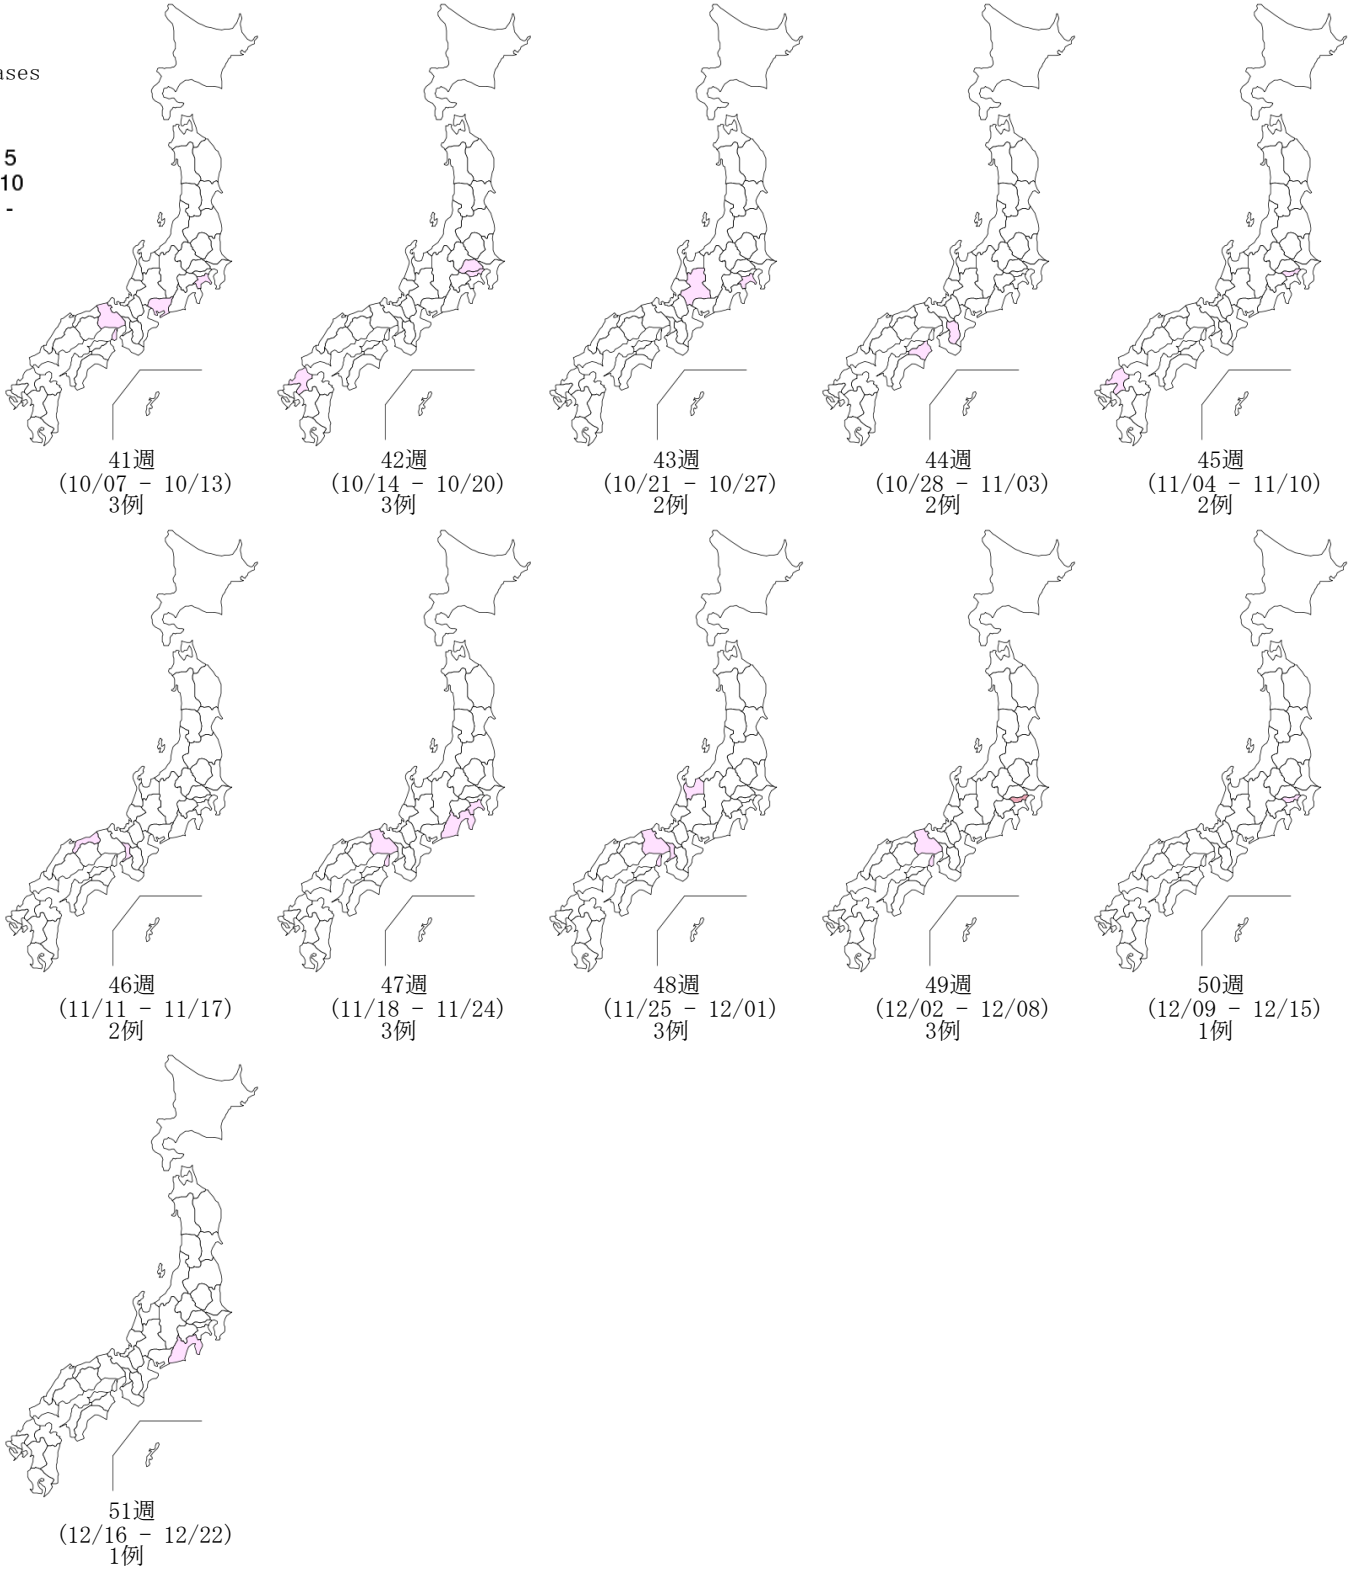 ases
5
10
-
41週
(10/07 - 10/13)
3例
42週
(10/14 - 10/20)
3例
43週
(10/21 - 10/27)
2例
44週
(10/28 - 11/03)
2例
45週
(11/04 - 11/10)
2例
46週
(11/11 - 11/17)
2例
47週
(11/18 - 11/24)
3例
48週
(11/25 - 12/01)
3例
49週
(12/02 - 12/08)
3例
50週
(12/09 - 12/15)
1例
51週
(12/16 - 12/22)
1例